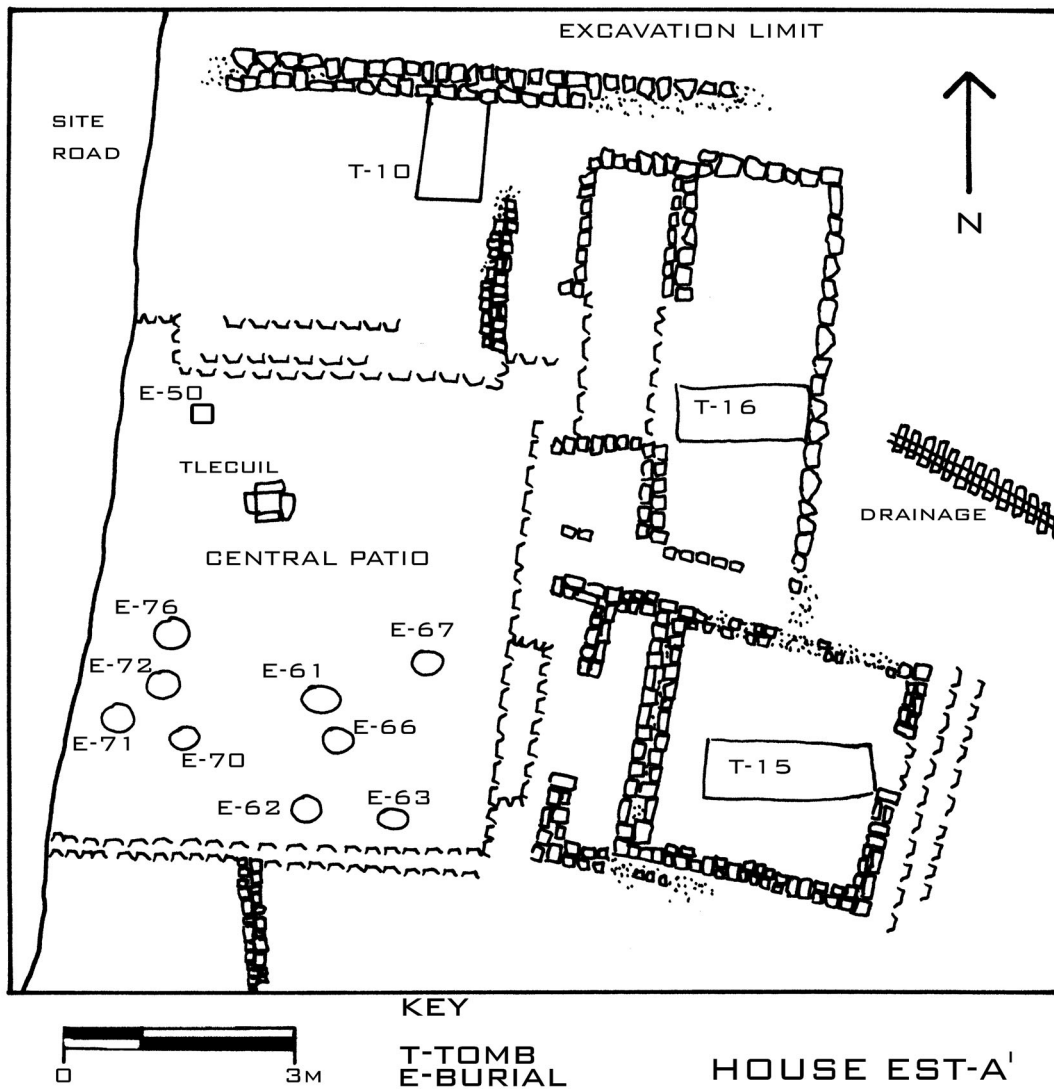 EXCAVATION LIMIT
SITE
ROAD
T-10
N
E-50
T-16
TLECUIL
DRAINAGE
CENTRAL PATIO
E-76
E-67
E-72
E-61
E-71
E-70
E-66
T-15
E-62
E-63
KEY
0
3M
T-TOMB
E-BURIAL
HOUSE EST-A'